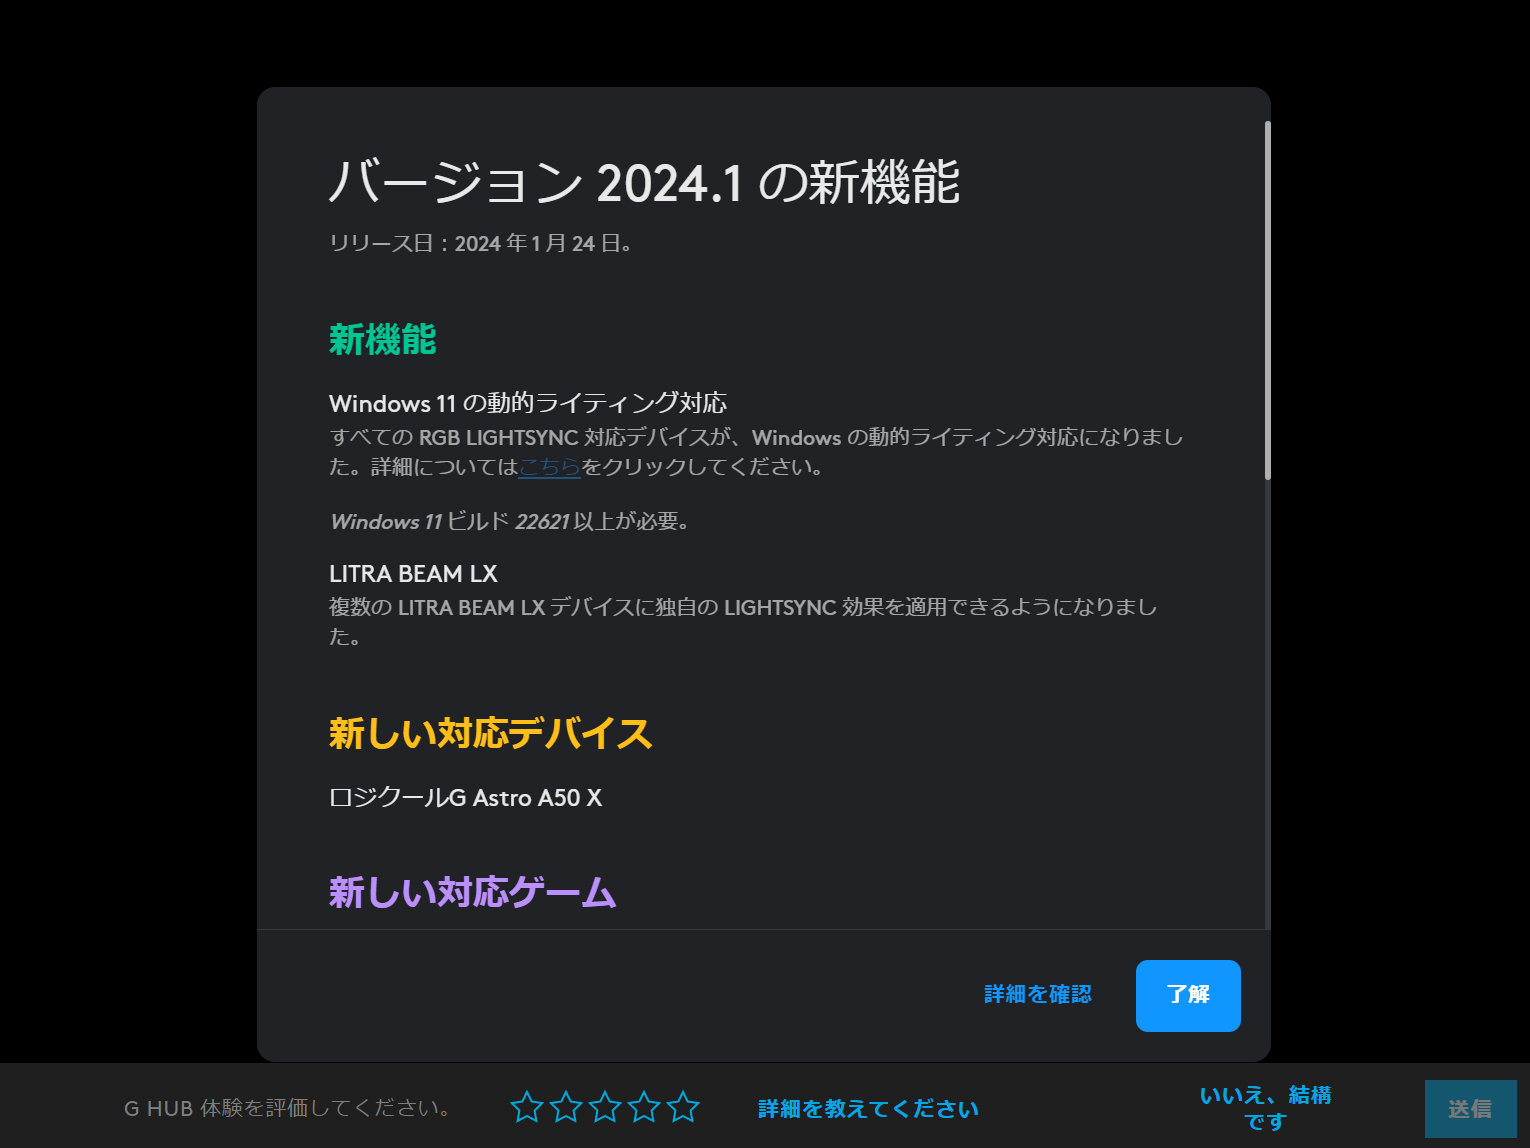 バージョン 2024.1 の新機能
リリース日：2024 年 1 月 24 日。
新機能
Windows 11 の動的ライティング対応
すべての RGB LIGHTSYNC 対応デバイスが、Windows の動的ライティング対応になりまし
た。詳細についてはこちらをクリックしてください。
Windows 11 ビルド 22621 以上が必要。
LITRA BEAM LX
複数の LITRA BEAM LX デバイスに独自の LIGHTSYNC 効果を適用できるようになりまし
た。
新しい対応デバイス
ロジクールG Astro A50 X
新しい対応ゲーム
詳細を確認
了解
G HUB 体験を評価してください。
詳細を教えてください
いいえ、結構
です
送信